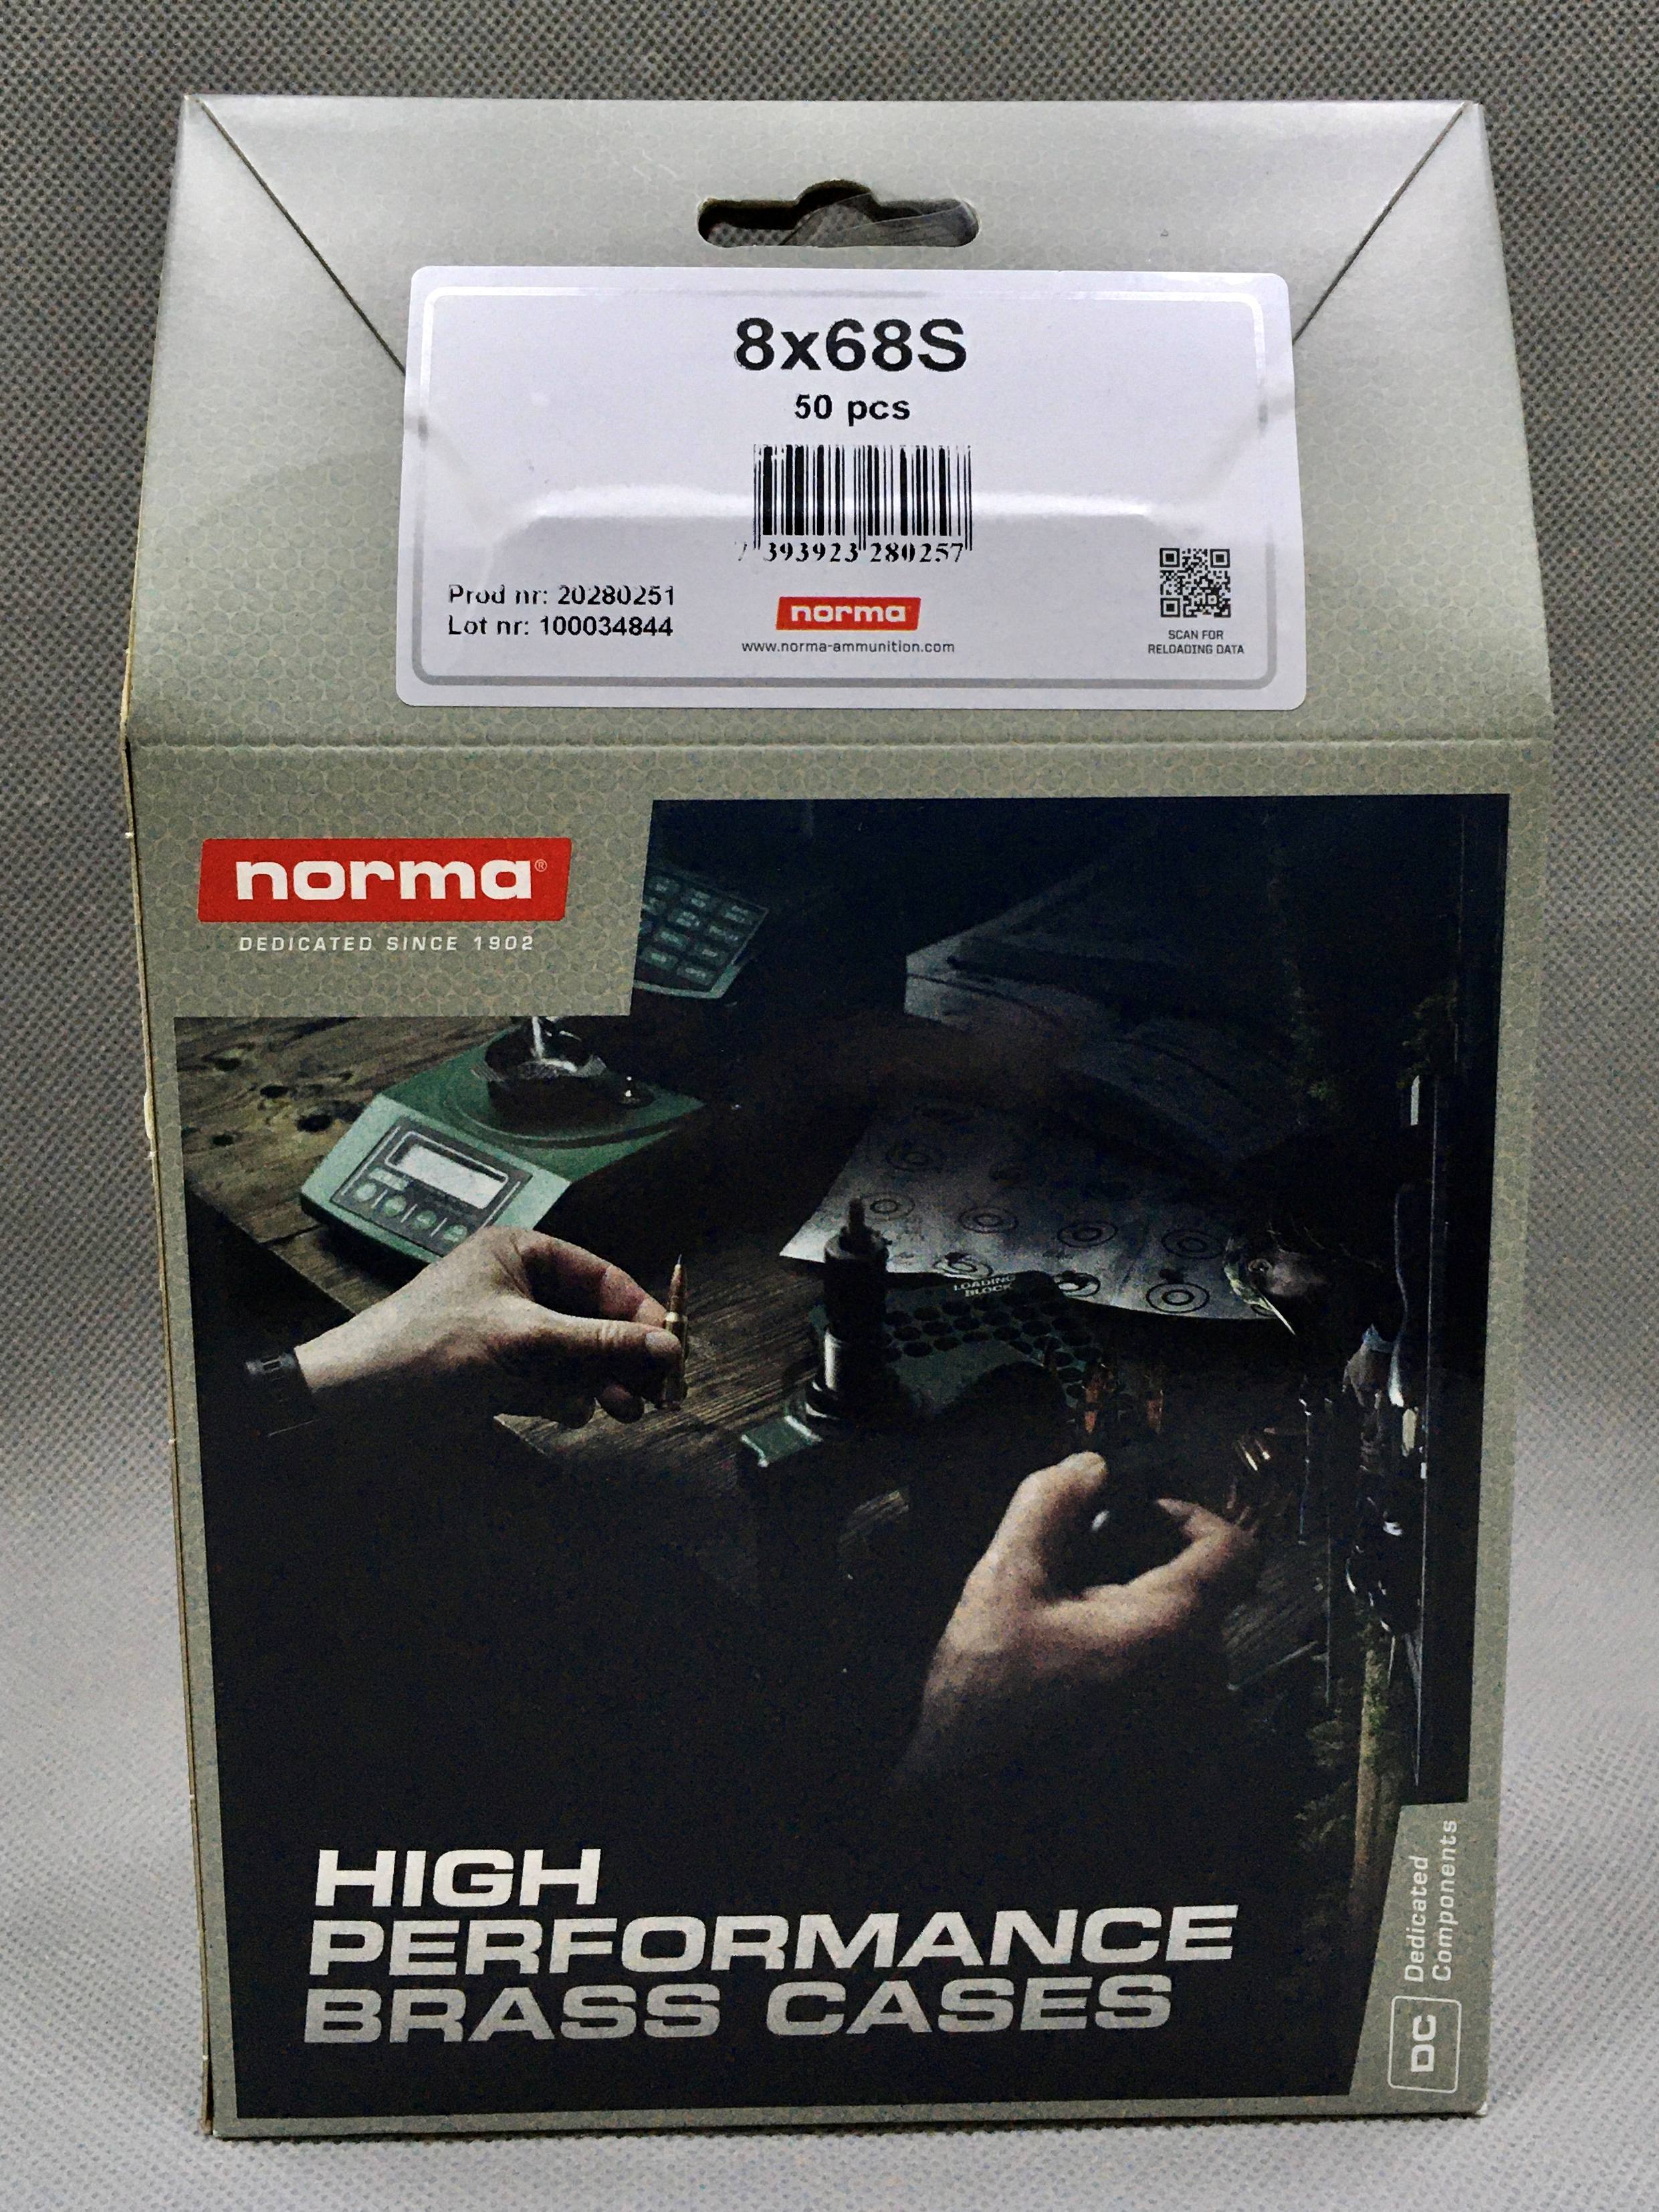 8x68S
50 pcs
7 393923 280257
Prod nr: 20280251
Lot nr: 100034844
norma
www.norma-ammunition.com
SCAN FOR
RELOADING DATA
norma®
DEDICATED SINCE 1902
LOADING
BLOCK
HIGH
PERFORMANCE
BRASS CASES
DC
Dedicated
Components